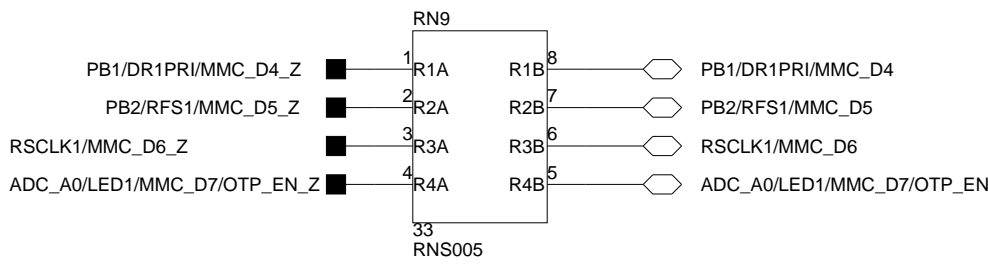 RN9
PB1/DR1PRI/MMC_D4_Z 1 R1A R1B 8 PB1/DR1PRI/MMC_D4
PB2/RFS1/MMC_D5_Z 2 R2A R2B 7 PB2/RFS1/MMC_D5
RSCLK1/MMC_D6_Z 3 R3A R3B 6 RSCLK1/MMC_D6
ADC_A0/LED1/MMC_D7/OTP_EN_Z 4 R4A R4B 5 ADC_A0/LED1/MMC_D7/OTP_EN
33
RNS005